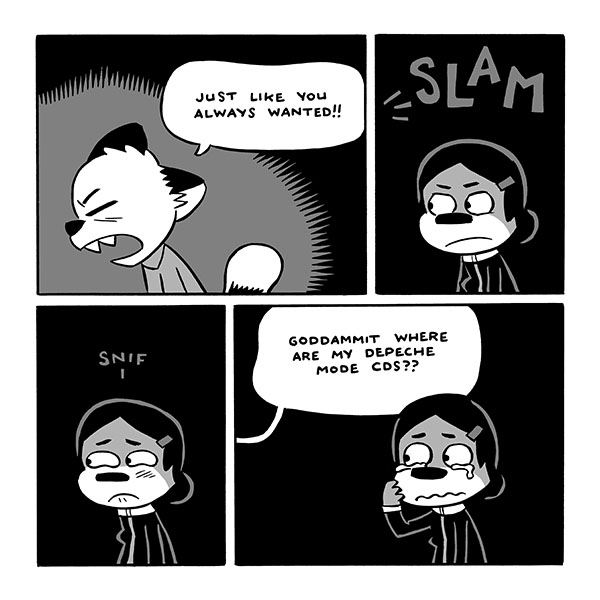 JUST LIKE YOU
ALWAYS WANTED!!
SLAM
SNIF
GODDAMMIT WHERE
ARE MY DEPECHE
MODE CDS??